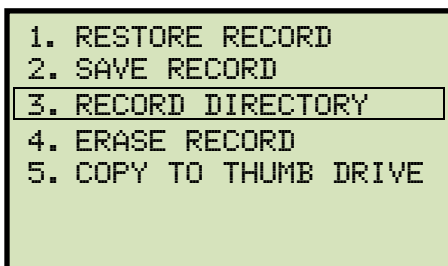 1. RESTORE RECORD
2. SAVE RECORD
3. RECORD DIRECTORY
4. ERASE RECORD
5. COPY TO THUMB DRIVE